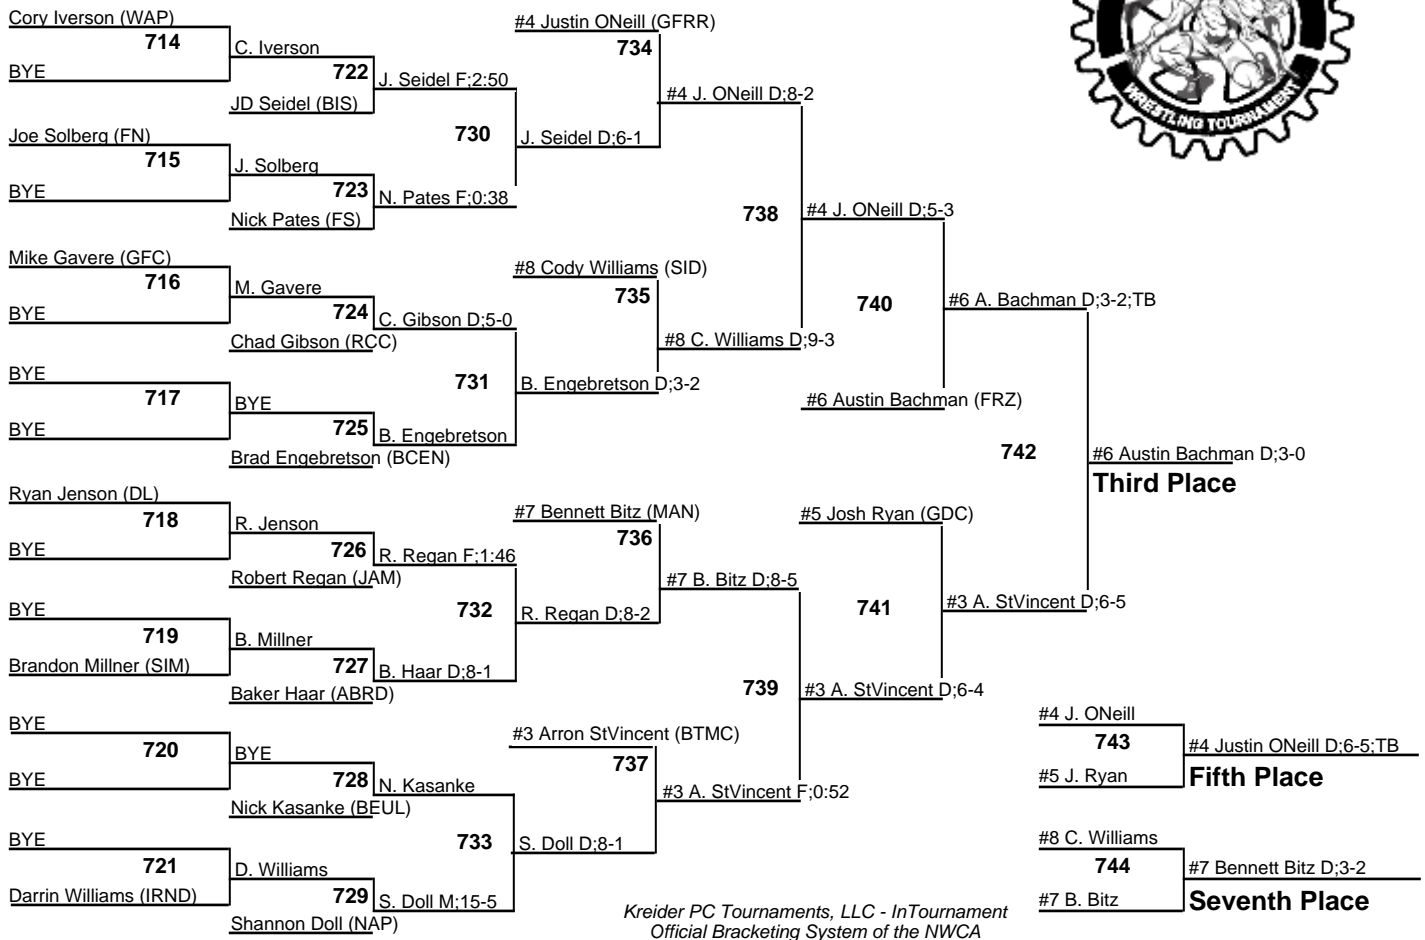 Cory Iverson (WAP)
714
BYE
C. Iverson
722
JD Seidel (BIS)
J. Seidel F;2:50
Joe Solberg (FN)
715
BYE
J. Solberg
723
Nick Pates (FS)
N. Pates F;0:38
730
J. Seidel D;6-1
#4 Justin ONeill (GFRR)
734
#4 J. ONeill D;8-2
Mike Gavere (GFC)
716
BYE
M. Gavere
724
Chad Gibson (RCC)
C. Gibson D;5-0
BYE
717
BYE
BYE
725
Brad Engebretson (BCEN)
B. Engebretson
731
B. Engebretson D;3-2
#8 Cody Williams (SID)
735
#8 C. Williams D;9-3
738
#4 J. ONeill D;5-3
740
#6 Austin Bachman (FRZ)
#6 A. Bachman D;3-2;TB
742
#6 Austin Bachman D;3-0
Third Place
Ryan Jenson (DL)
718
BYE
R. Jenson
726
Robert Regan (JAM)
R. Regan F;1:46
BYE
719
Brandon Millner (SIM)
B. Millner
727
Baker Haar (ABRD)
B. Haar D;8-1
732
R. Regan D;8-2
#7 Bennett Bitz (MAN)
736
#7 B. Bitz D;8-5
BYE
720
BYE
BYE
728
Nick Kasanke (BEUL)
N. Kasanke
BYE
721
Darrin Williams (IRND)
D. Williams
729
Shannon Doll (NAP)
S. Doll M;15-5
733
S. Doll D;8-1
#3 Arron StVincent (BTMC)
737
#3 A. StVincent F;0:52
739
#3 A. StVincent D;6-4
#5 Josh Ryan (GDC)
741
#3 A. StVincent D;6-5
#4 J. ONeill
743
#5 J. Ryan
#4 Justin ONeill D;6-5;TB
Fifth Place
#8 C. Williams
744
#7 B. Bitz
#7 Bennett Bitz D;3-2
Seventh Place
Kreider PC Tournaments, LLC - InTournament
Official Bracketing System of the NWCA
WRESTLING TOURNAMENT